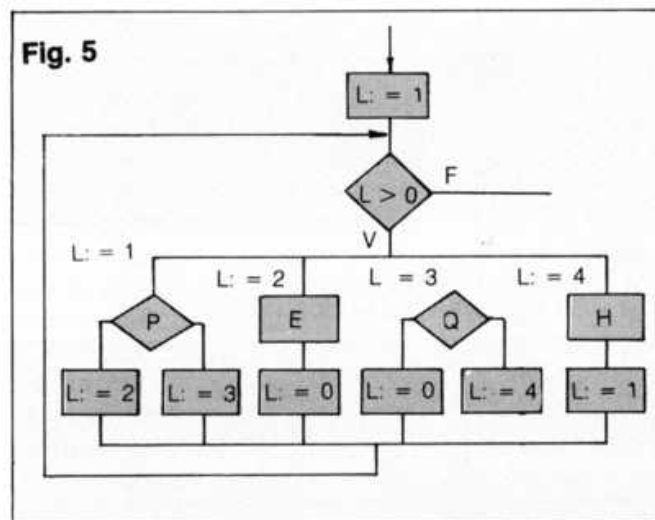 Fig. 5
L: = 1
L > 0
F
V
L: = 1
L: = 2
L = 3
L: = 4
P
E
Q
H
L: = 2
L: = 3
L: = 0
L: = 0
L: = 4
L: = 1